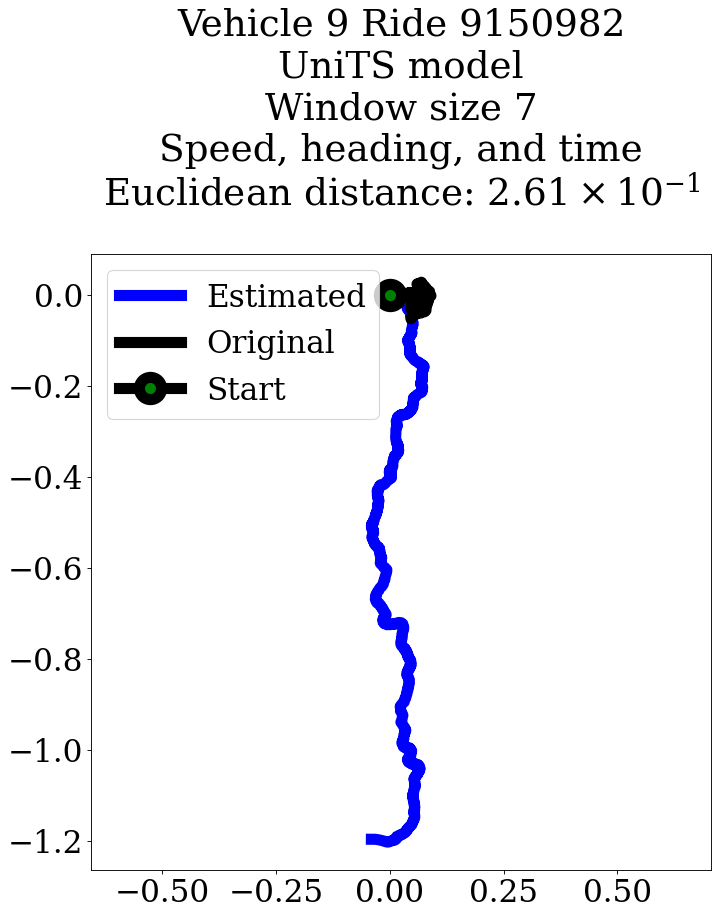 Vehicle 9 Ride 9150982
UniTS model
Window size 7
Speed, heading, and time
Euclidean distance: 2.61 × 10⁻¹
Estimated
Original
Start
0.0
−0.2
−0.4
−0.6
−0.8
−1.0
−1.2
−0.50 −0.25 0.00 0.25 0.50